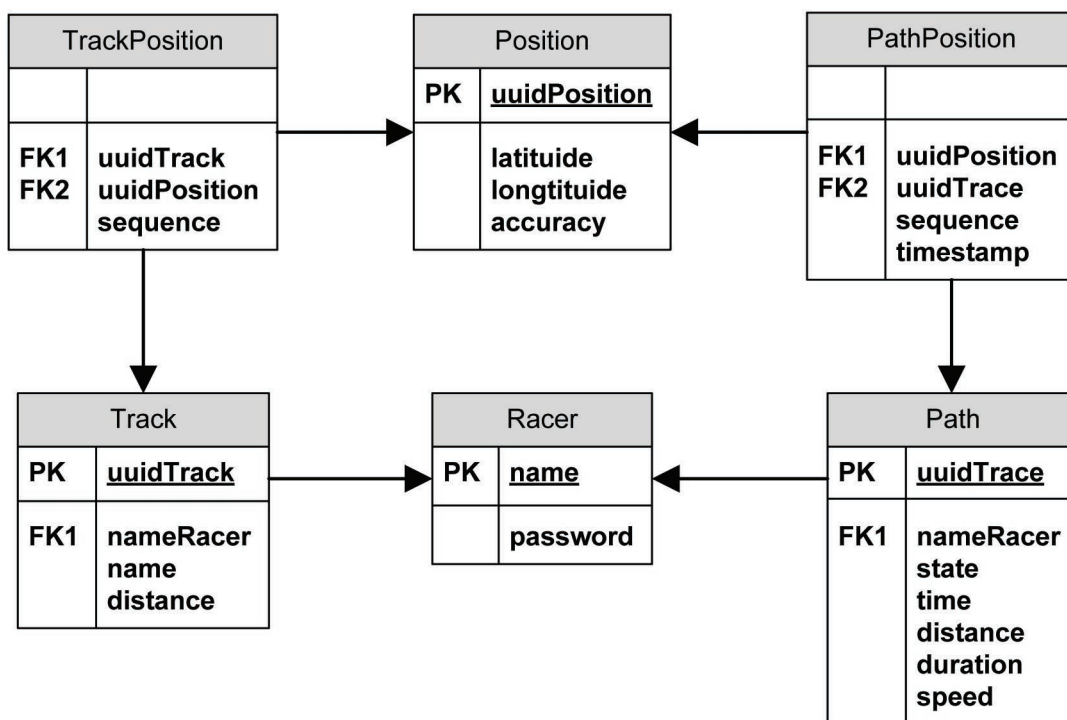 TrackPosition
FK1 uuidTrack
FK2 uuidPosition
sequence
Position
PK uuidPosition
latituide
longtituide
accuracy
PathPosition
FK1 uuidPosition
FK2 uuidTrace
sequence
timestamp
Track
PK uuidTrack
FK1 nameRacer
name
distance
Racer
PK name
password
Path
PK uuidTrace
FK1 nameRacer
state
time
distance
duration
speed